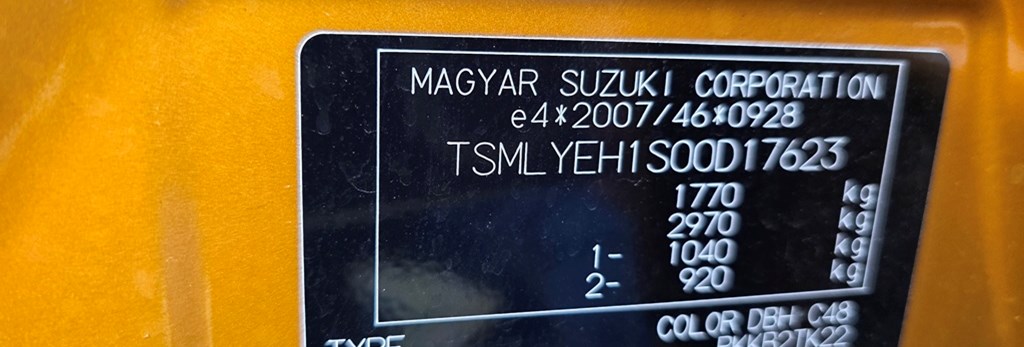 MAGYAR SUZUKI CORPORATION
e4*2007/46*0928
TSMLYEH1S00D17623
1770 kg
2970 kg
1- 1040 kg
2- 920 kg
COLOR DBH C48
TYPE